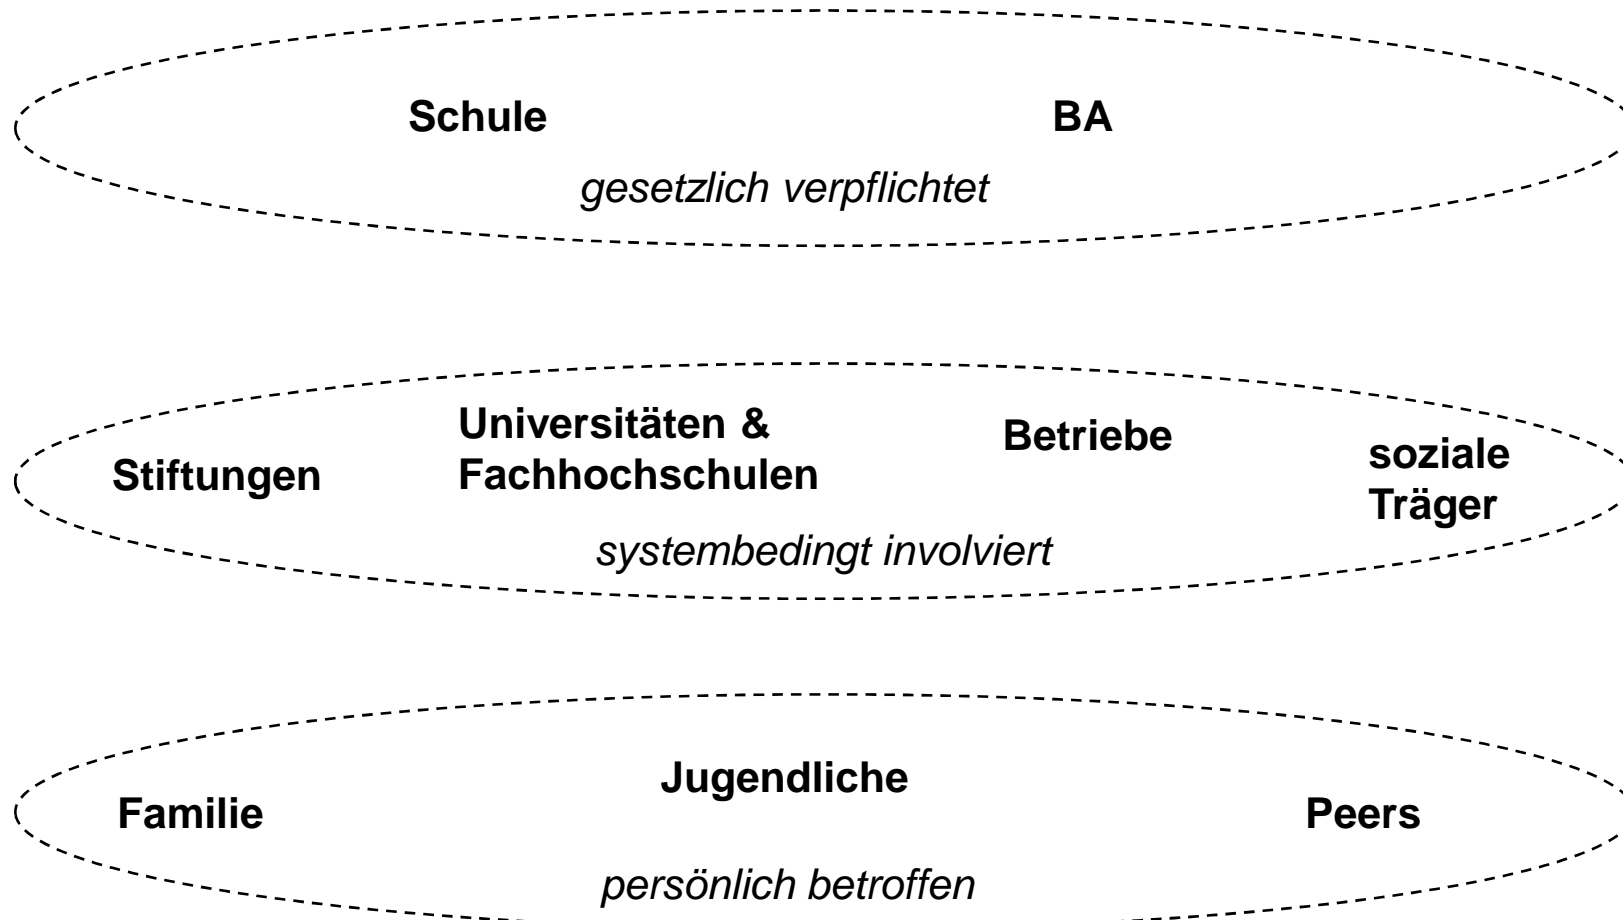 Schule
BA
gesetzlich verpflichtet
Stiftungen
Universitäten &
Fachhochschulen
Betriebe
soziale
Träger
systembedingt involviert
Familie
Jugendliche
Peers
persönlich betroffen